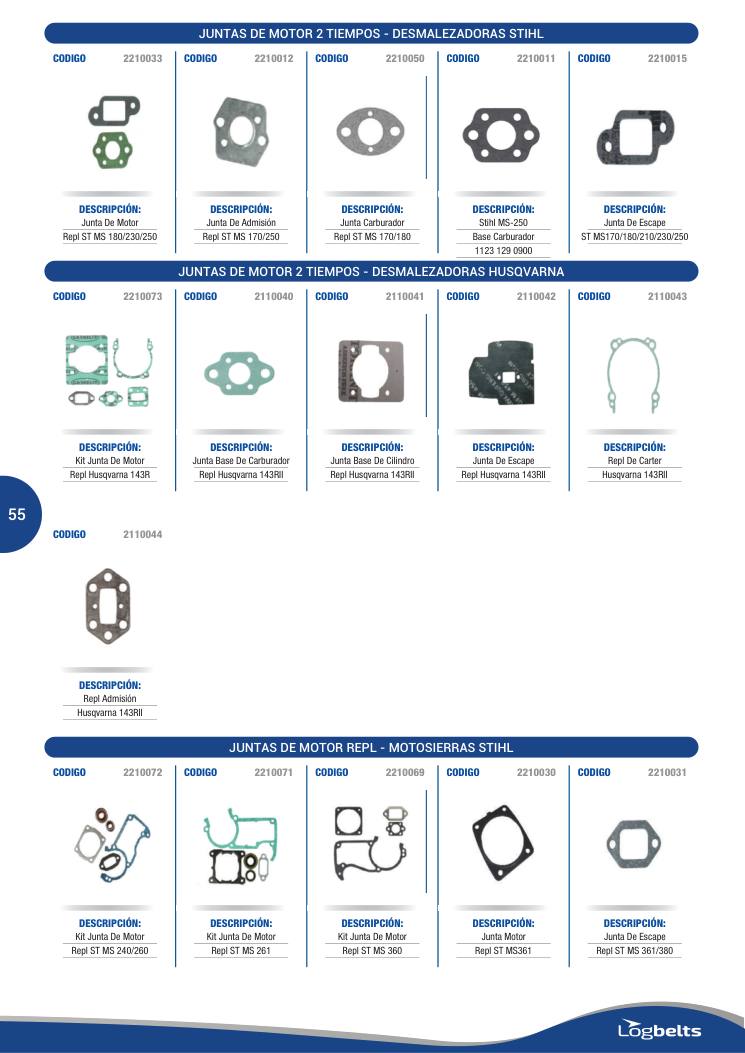 JUNTAS DE MOTOR 2 TIEMPOS - DESMALEZADORAS STIHL
CODIGO 2210033
CODIGO 2210012
CODIGO 2210050
CODIGO 2210011
CODIGO 2210015
DESCRIPCIÓN:
Junta De Motor
Repl ST MS 180/230/250
DESCRIPCIÓN:
Junta De Admisión
Repl ST MS 170/250
DESCRIPCIÓN:
Junta Carburador
Repl ST MS 170/180
DESCRIPCIÓN:
Stihl MS-250
Base Carburador
1123 129 0900
DESCRIPCIÓN:
Junta De Escape
ST MS170/180/210/230/250
JUNTAS DE MOTOR 2 TIEMPOS - DESMALEZADORAS HUSQVARNA
CODIGO 2210073
CODIGO 2110040
CODIGO 2110041
CODIGO 2110042
CODIGO 2110043
DESCRIPCIÓN:
Kit Junta De Motor
Repl Husqvarna 143R
DESCRIPCIÓN:
Junta Base De Carburador
Repl Husqvarna 143RII
DESCRIPCIÓN:
Junta Base De Cilindro
Repl Husqvarna 143RII
DESCRIPCIÓN:
Junta De Escape
Repl Husqvarna 143RII
DESCRIPCIÓN:
Repl De Carter
Husqvarna 143RII
55
CODIGO 2110044
DESCRIPCIÓN:
Repl Admisión
Husqvarna 143RII
JUNTAS DE MOTOR REPL - MOTOSIERRAS STIHL
CODIGO 2210072
CODIGO 2210071
CODIGO 2210069
CODIGO 2210030
CODIGO 2210031
DESCRIPCIÓN:
Kit Junta De Motor
Repl ST MS 240/260
DESCRIPCIÓN:
Kit Junta De Motor
Repl ST MS 261
DESCRIPCIÓN:
Kit Junta De Motor
Repl ST MS 360
DESCRIPCIÓN:
Junta Motor
Repl ST MS361
DESCRIPCIÓN:
Junta De Escape
Repl ST MS 361/380
Logbelts